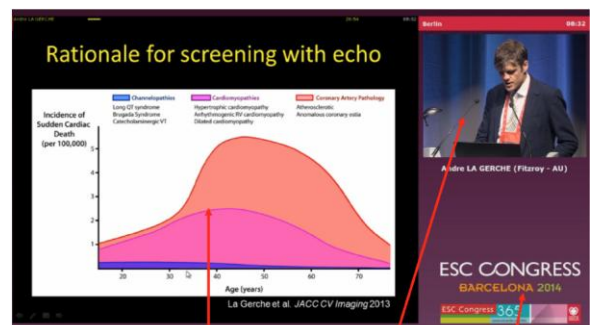 Andre LA GERCHE
Berlin
08:32
Rationale for screening with echo
Channelopathies
Long QT syndrome
Brugada Syndrome
Catecholaminergic VT
Cardiomyopathies
Hypertrophic cardiomyopathy
Arrhythmogenic RV cardiomyopathy
Dilated cardiomyopathy
Coronary Artery Pathology
Atherosclerotic
Anomalous coronary ostia
Incidence of
Sudden Cardiac
Death
(per 100,000)
5
4
3
2
1
20
30
40
50
60
70
Age (years)
La Gerche et al. JACC CV Imaging 2013
Andre LA GERCHE (Fitzroy - AU)
ESC CONGRESS
BARCELONA 2014
ESC Congress 365